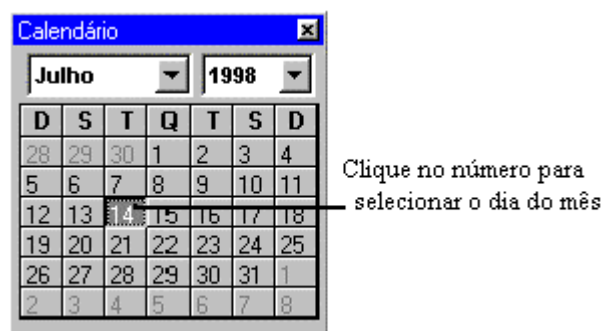 Calendário
Julho 1998
D S T Q T S D
28 29 30 1 2 3 4
5 6 7 8 9 10 11
12 13 14 15 16 17 18
19 20 21 22 23 24 25
26 27 28 29 30 31 1
2 3 4 5 6 7 8
Clique no número para
selecionar o dia do mês